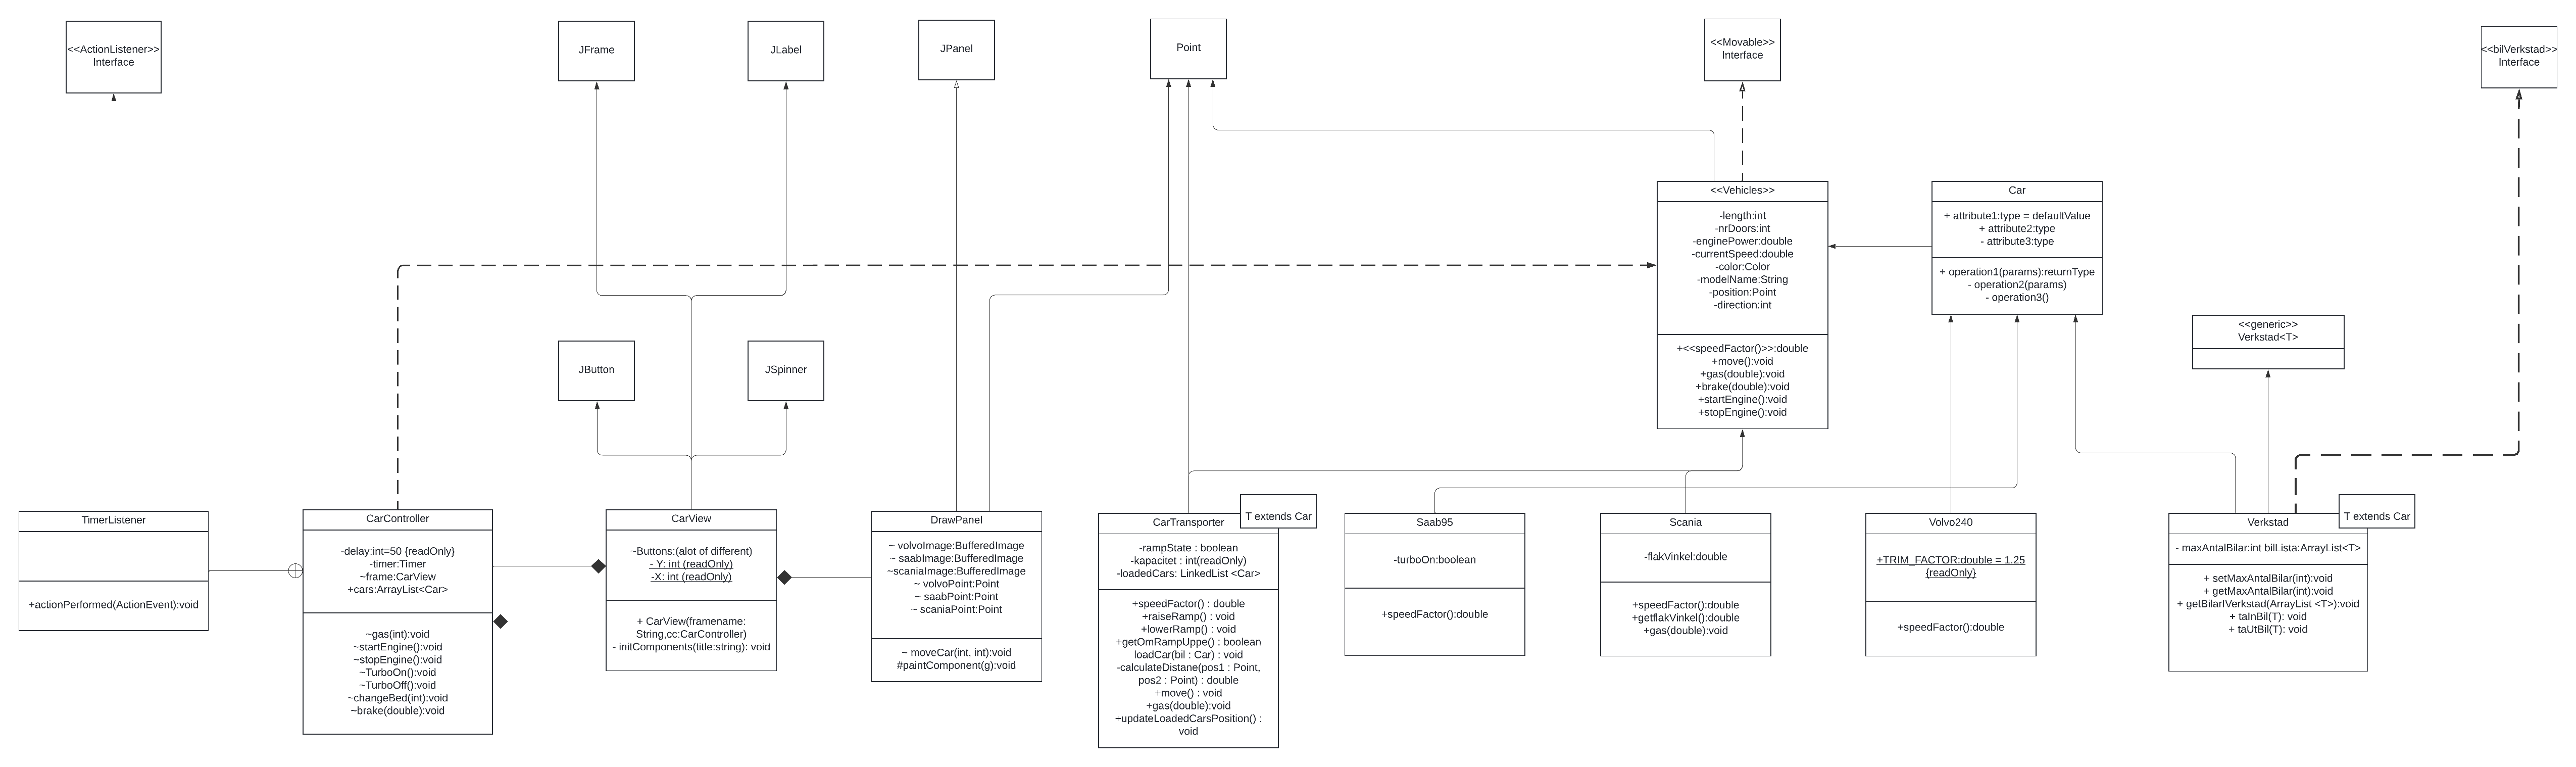 <<ActionListener>>
Interface
JFrame
JLabel
JPanel
Point
<<Movable>>
Interface
<<bilVerkstad>>
Interface
<<Vehicles>>
-length:int
-nrDoors:int
-enginePower:double
-currentSpeed:double
-color:Color
-modelName:String
-position:Point
-direction:int
+<<speedFactor()>>:double
+move():void
+gas(double):void
+brake(double):void
+startEngine():void
+stopEngine():void
Car
+ attribute1:type = defaultValue
+ attribute2:type
- attribute3:type
+ operation1(params):returnType
- operation2(params)
- operation3()
<<generic>>
Verkstad<T>
JButton
JSpinner
TimerListener
+actionPerformed(ActionEvent):void
CarController
-delay:int=50 {readOnly}
-timer:Timer
~frame:CarView
+cars:ArrayList<Car>
~gas(int):void
~startEngine():void
~stopEngine():void
~TurboOn():void
~TurboOff():void
~changeBed(int):void
~brake(double):void
CarView
~Buttons:(alot of different)
- Y: int (readOnly)
-X: int (readOnly)
+ CarView(framename:
String,cc:CarController)
- initComponents(title:string): void
DrawPanel
~ volvoImage:BufferedImage
~ saabImage:BufferedImage
~scaniaImage:BufferedImage
~ volvoPoint:Point
~ saabPoint:Point
~ scaniaPoint:Point
~ moveCar(int, int):void
#paintComponent(g):void
T extends Car
CarTransporter
-rampState : boolean
-kapacitet : int(readOnly)
-loadedCars: LinkedList <Car>
+speedFactor() : double
+raiseRamp() : void
+lowerRamp() : void
+getOmRampUppe() : boolean
loadCar(bil : Car) : void
-calculateDistane(pos1 : Point,
pos2 : Point) : double
+move() : void
+gas(double):void
+updateLoadedCarsPosition() :
void
Saab95
-turboOn:boolean
+speedFactor():double
Scania
-flakVinkel:double
+speedFactor():double
+getflakVinkel():double
+gas(double):void
Volvo240
+TRIM_FACTOR:double = 1.25
{readOnly}
+speedFactor():double
T extends Car
Verkstad
- maxAntalBilar:int bilLista:ArrayList<T>
+ setMaxAntalBilar(int):void
+ getMaxAntalBilar(int):void
+ getBilarIVerkstad(ArrayList <T>):void
+ taInBil(T): void
+ taUtBil(T): void